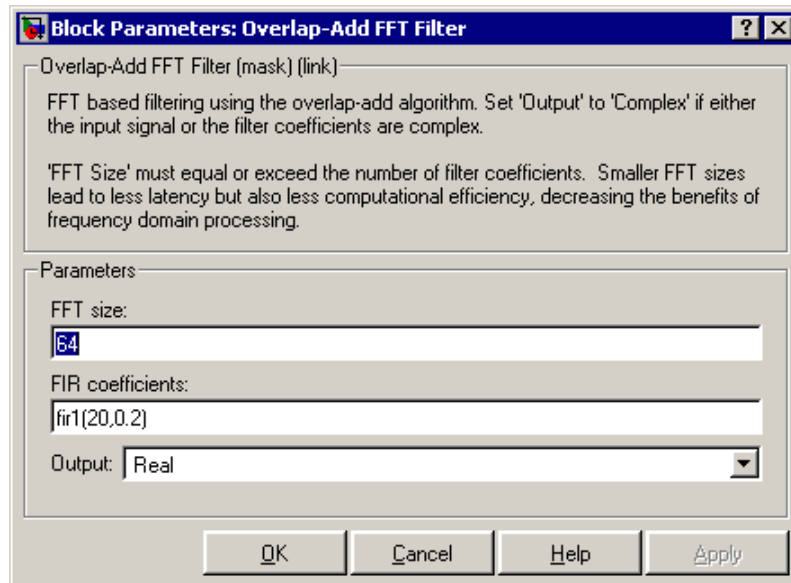 Block Parameters: Overlap-Add FFT Filter
Overlap-Add FFT Filter (mask) (link)
FFT based filtering using the overlap-add algorithm. Set 'Output' to 'Complex' if either
the input signal or the filter coefficients are complex.
'FFT Size' must equal or exceed the number of filter coefficients. Smaller FFT sizes
lead to less latency but also less computational efficiency, decreasing the benefits of
frequency domain processing.
Parameters
FFT size:
64
FIR coefficients:
fir1(20,0.2)
Output: Real
OK Cancel Help Apply